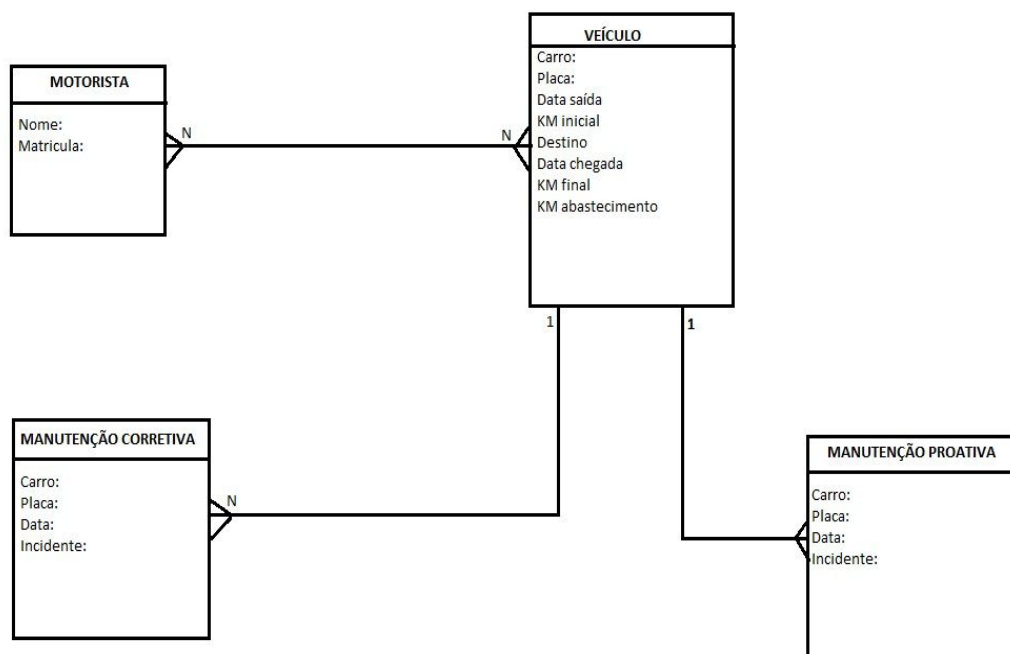 VEÍCULO
Carro:
Placa:
Data saída
KM inicial
Destino
Data chegada
KM final
KM abastecimento
MOTORISTA
Nome:
Matricula:
N
N
1
1
MANUTENÇÃO CORRETIVA
Carro:
Placa:
Data:
Incidente:
N
MANUTENÇÃO PROATIVA
Carro:
Placa:
Data:
Incidente: